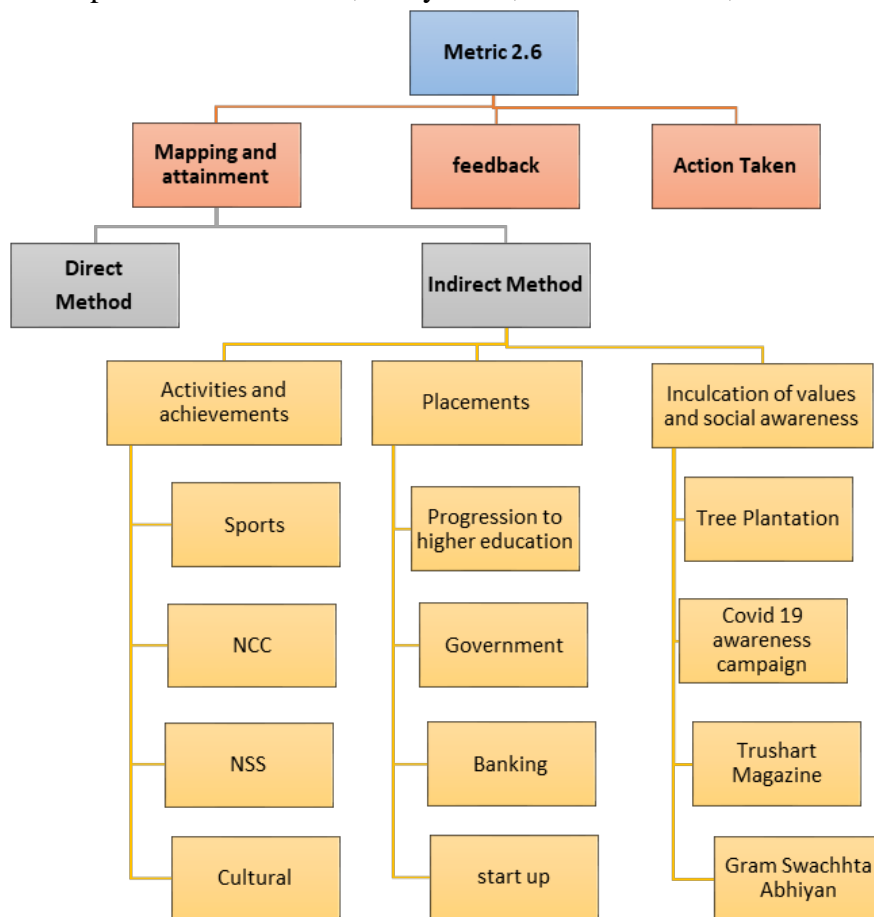 Metric 2.6
Mapping and
attainment
feedback
Action Taken
Direct
Method
Indirect Method
Activities and
achievements
Placements
Inculcation of values
and social awareness
Sports
Progression to
higher education
Tree Plantation
NCC
Government
Covid 19
awareness
campaign
NSS
Banking
Trushart
Magazine
Cultural
start up
Gram Swachhta
Abhiyan